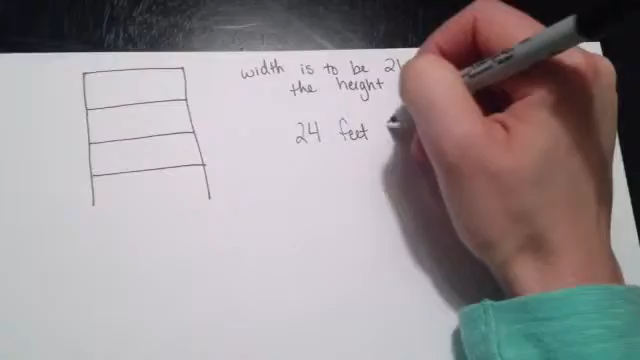 width is to be
the height
24 feet